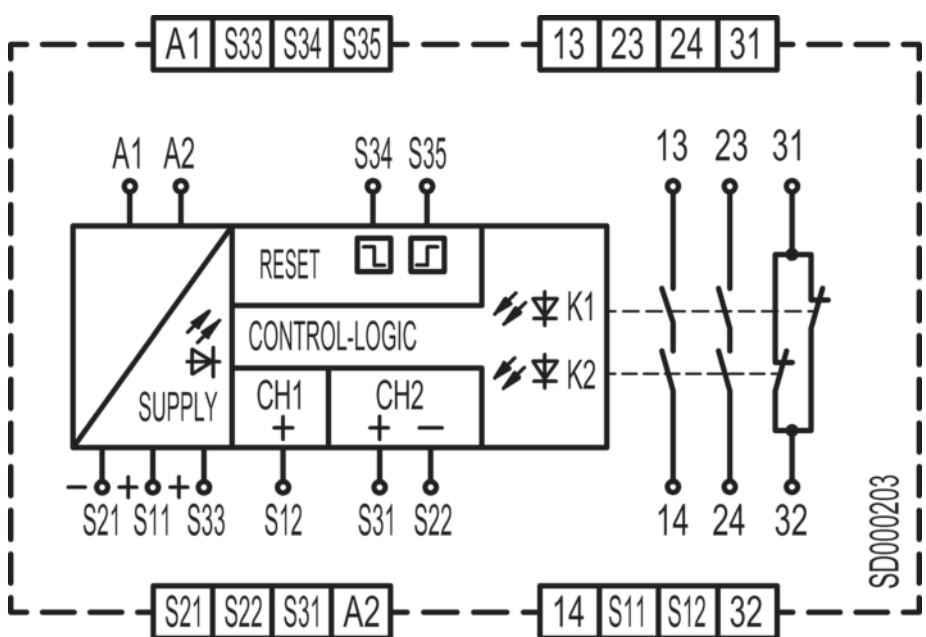 A1 S33 S34 S35 13 23 24 31
A1 A2 S34 S35 13 23 31
RESET
K1
CONTROL-LOGIC
K2
SUPPLY CH1 CH2
+ + −
− + +
S21 S11 S33 S12 S31 S22 14 24 32
SD000203
S21 S22 S31 A2 14 S11 S12 32